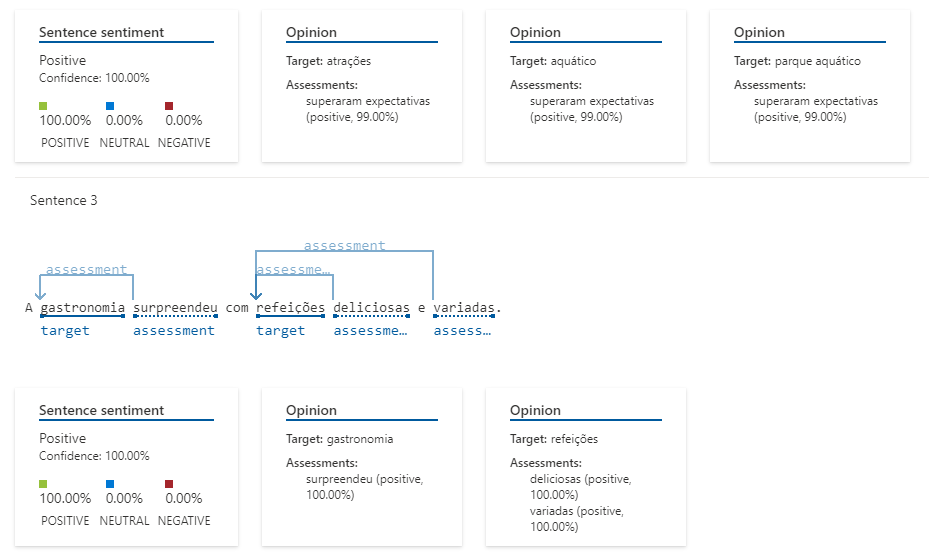 Sentence sentiment
Positive
Confidence: 100.00%
100.00% 0.00% 0.00%
POSITIVE NEUTRAL NEGATIVE
Opinion
Target: atrações
Assessments:
superaram expectativas
(positive, 99.00%)
Opinion
Target: aquático
Assessments:
superaram expectativas
(positive, 99.00%)
Opinion
Target: parque aquático
Assessments:
superaram expectativas
(positive, 99.00%)
Sentence 3
assessment
assessment assessme…
A gastronomia surpreendeu com refeições deliciosas e variadas.
target assessment target assessme… assess…
Sentence sentiment
Positive
Confidence: 100.00%
100.00% 0.00% 0.00%
POSITIVE NEUTRAL NEGATIVE
Opinion
Target: gastronomia
Assessments:
surpreendeu (positive,
100.00%)
Opinion
Target: refeições
Assessments:
deliciosas (positive,
100.00%)
variadas (positive,
100.00%)